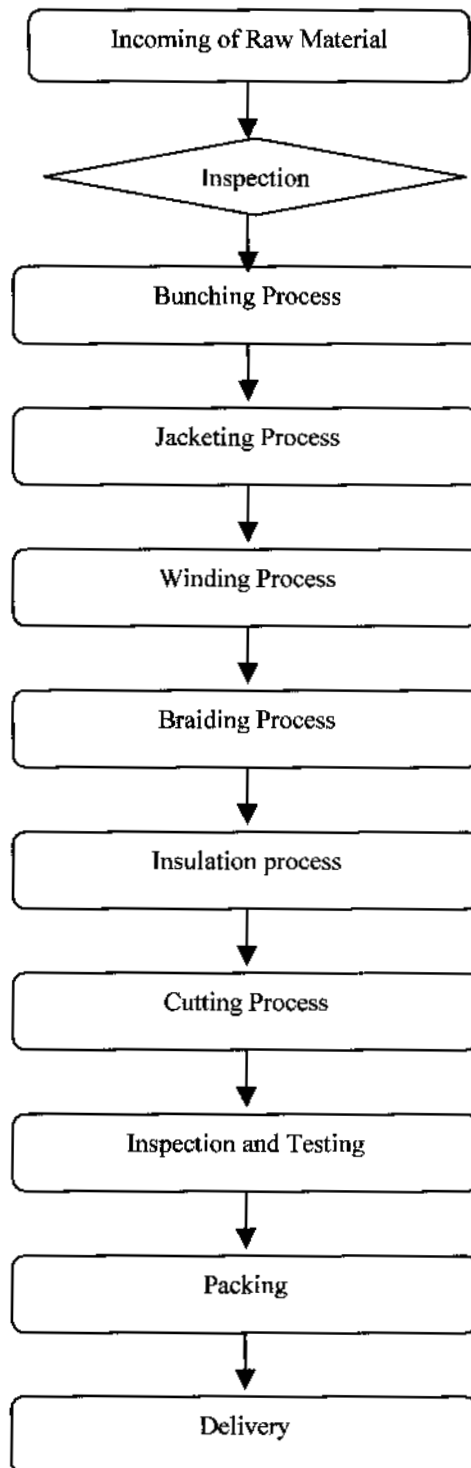 Incoming of Raw Material
Inspection
Bunching Process
Jacketing Process
Winding Process
Braiding Process
Insulation process
Cutting Process
Inspection and Testing
Packing
Delivery